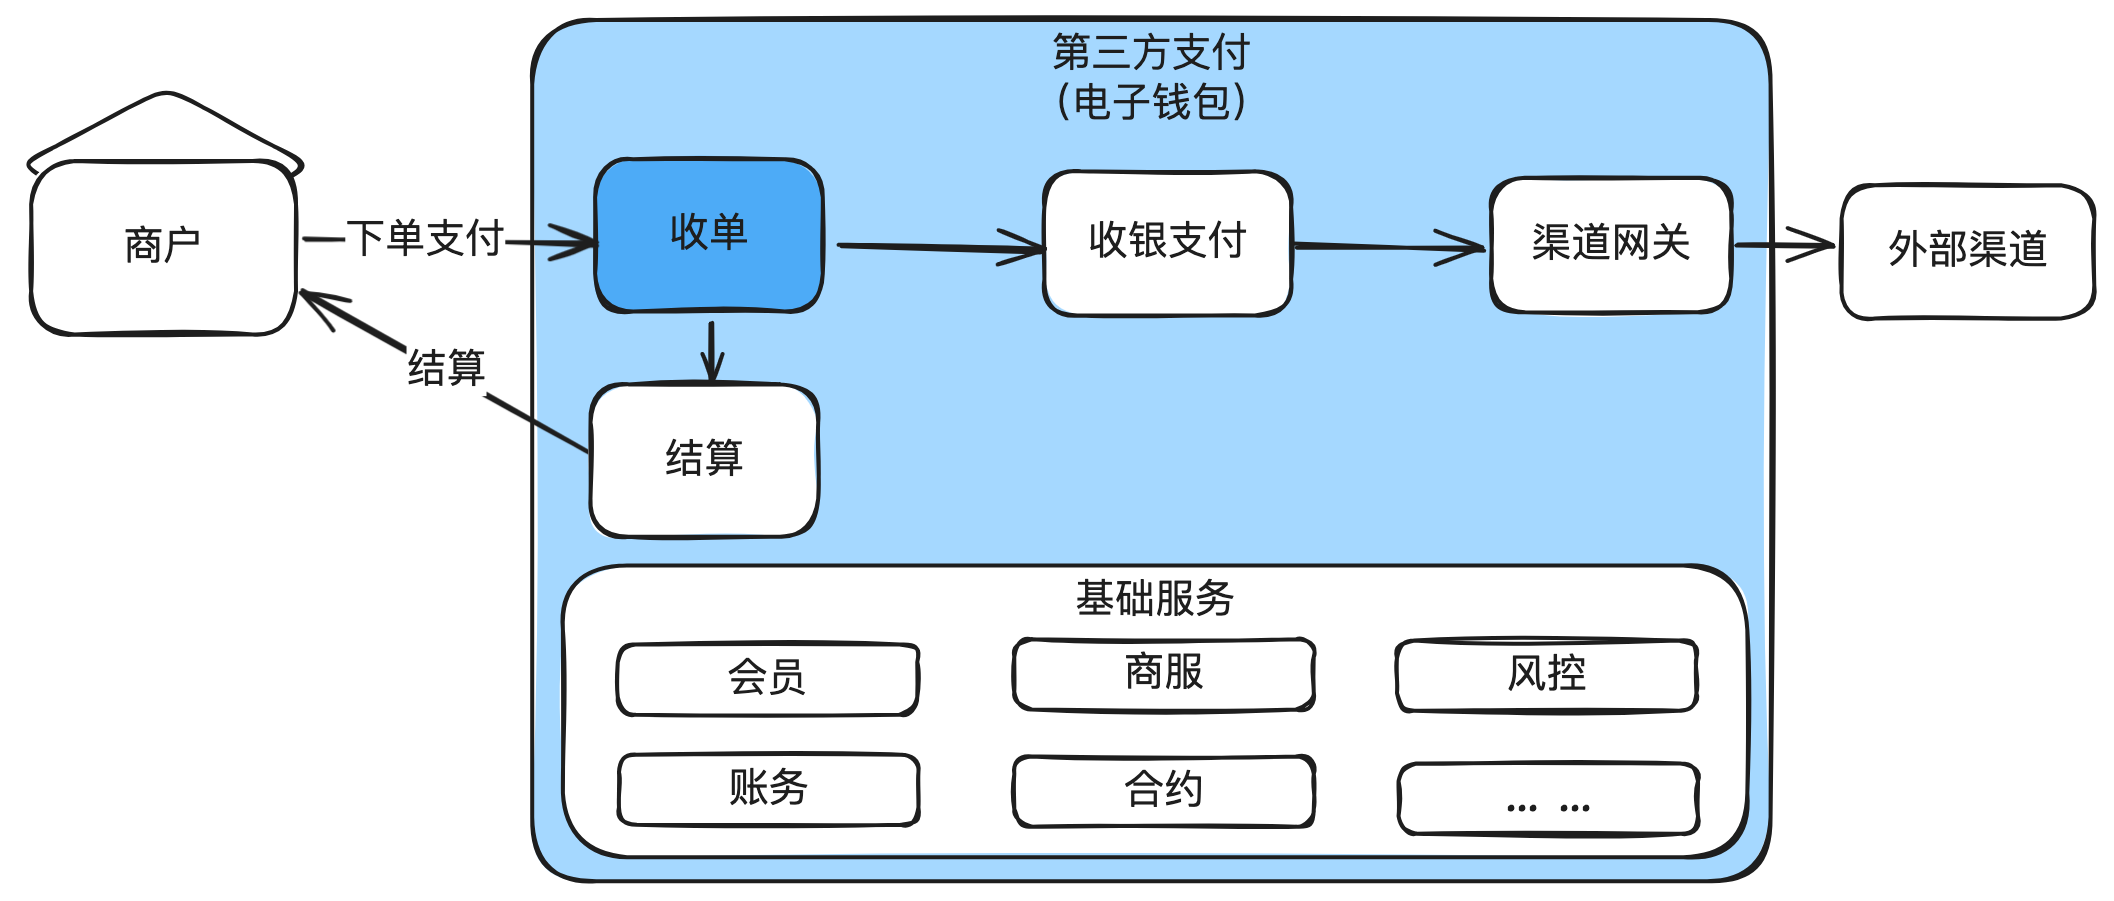 第三方支付
(电子钱包)
商户
下单支付
收单
收银支付
渠道网关
外部渠道
结算
结算
基础服务
会员
商服
风控
账务
合约
... ...